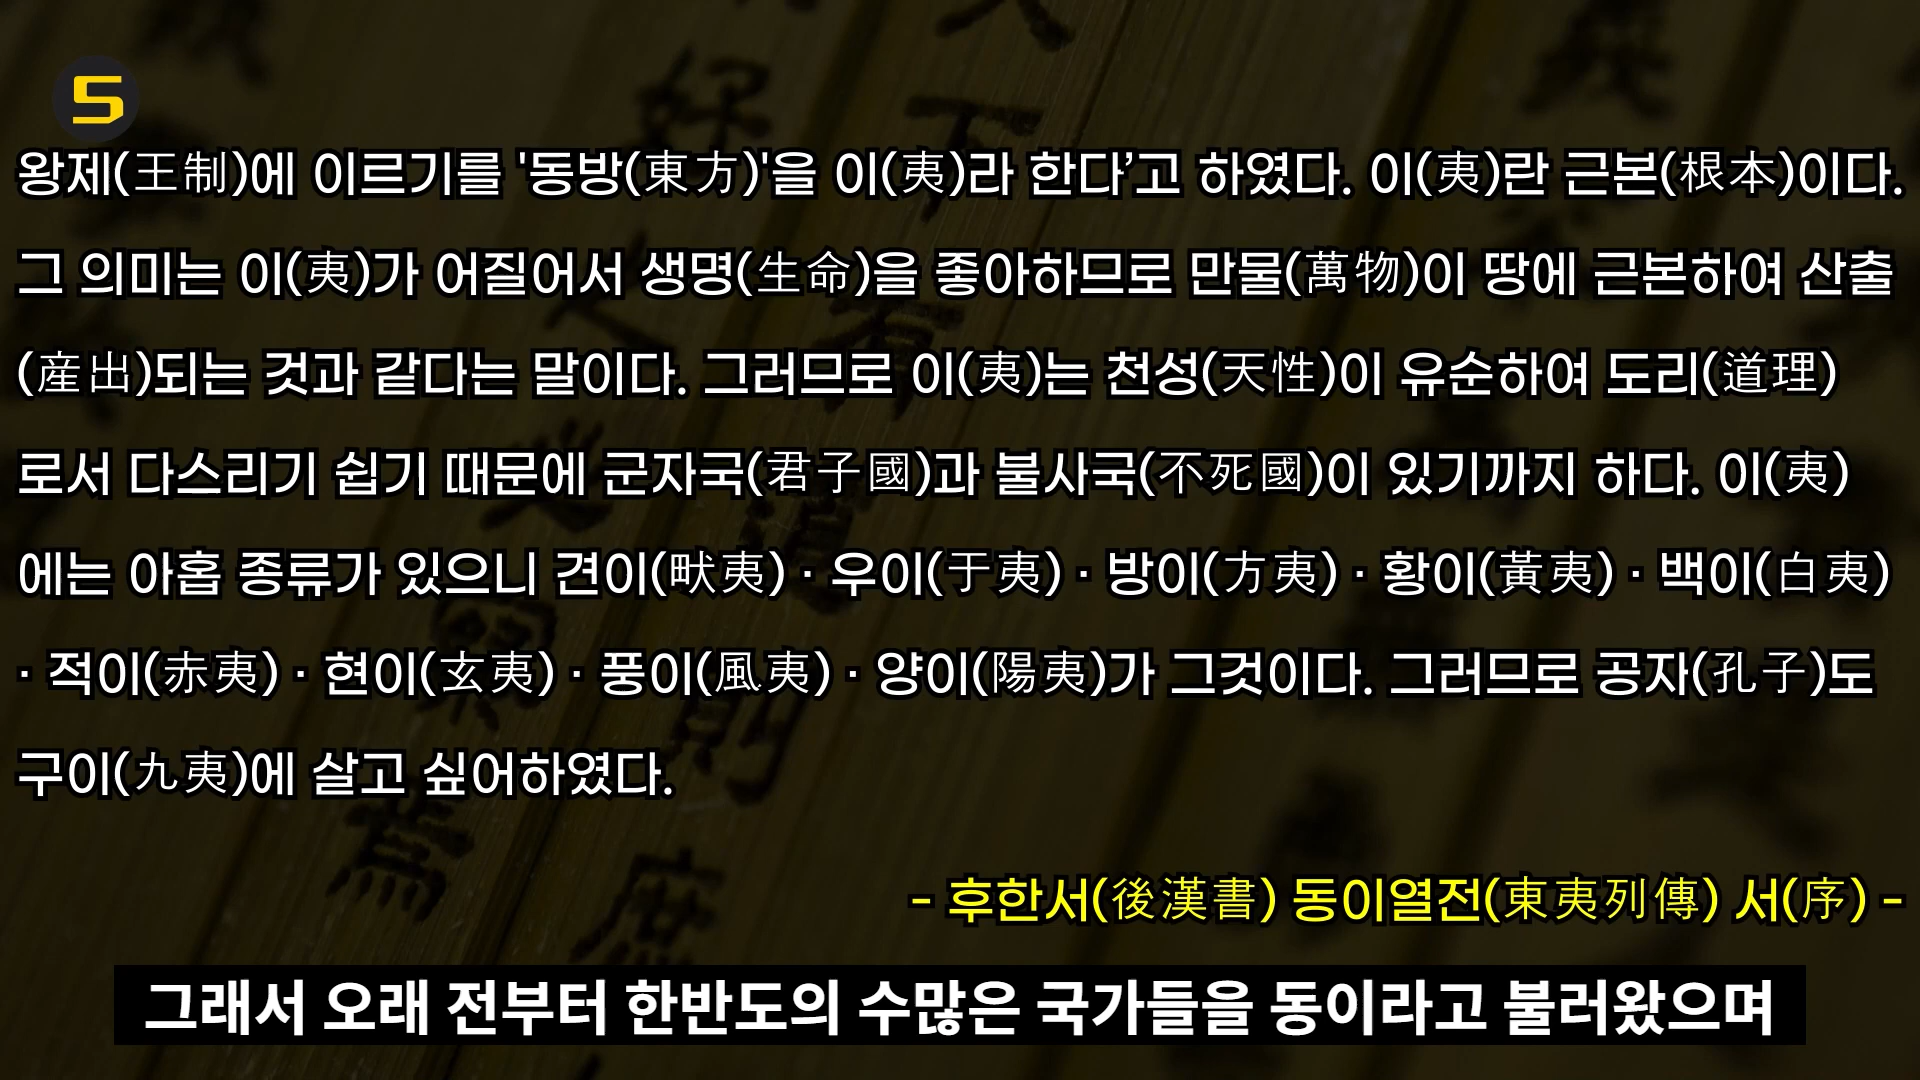 5
왕제(王制)에 이르기를 '동방(東方)'을 이(夷)라 한다’고 하였다. 이(夷)란 근본(根本)이다.
그 의미는 이(夷)가 어질어서 생명(生命)을 좋아하므로 만물(萬物)이 땅에 근본하여 산출
(産出)되는 것과 같다는 말이다. 그러므로 이(夷)는 천성(天性)이 유순하여 도리(道理)
로서 다스리기 쉽기 때문에 군자국(君子國)과 불사국(不死國)이 있기까지 하다. 이(夷)
에는 아홉 종류가 있으니 견이(畎夷) · 우이(于夷) · 방이(方夷) · 황이(黃夷) · 백이(白夷)
· 적이(赤夷) · 현이(玄夷) · 풍이(風夷) · 양이(陽夷)가 그것이다. 그러므로 공자(孔子)도
구이(九夷)에 살고 싶어하였다.
- 후한서(後漢書) 동이열전(東夷列傳) 서(序) -
그래서 오래 전부터 한반도의 수많은 국가들을 동이라고 불러왔으며